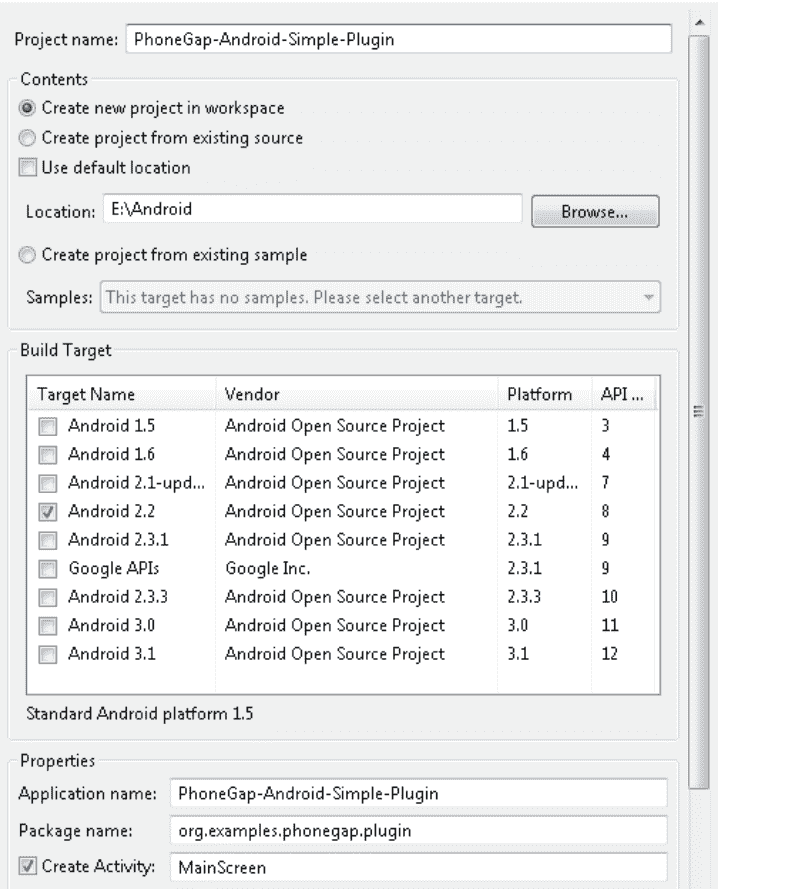 Project name: PhoneGap-Android-Simple-Plugin
Contents
Create new project in workspace
Create project from existing source
Use default location
Location: E:\Android Browse...
Create project from existing sample
Samples: This target has no samples. Please select another target.
Build Target
Target Name Vendor Platform API ...
Android 1.5 Android Open Source Project 1.5 3
Android 1.6 Android Open Source Project 1.6 4
Android 2.1-upd... Android Open Source Project 2.1-upd... 7
Android 2.2 Android Open Source Project 2.2 8
Android 2.3.1 Android Open Source Project 2.3.1 9
Google APIs Google Inc. 2.3.1 9
Android 2.3.3 Android Open Source Project 2.3.3 10
Android 3.0 Android Open Source Project 3.0 11
Android 3.1 Android Open Source Project 3.1 12
Standard Android platform 1.5
Properties
Application name: PhoneGap-Android-Simple-Plugin
Package name: org.examples.phonegap.plugin
Create Activity: MainScreen